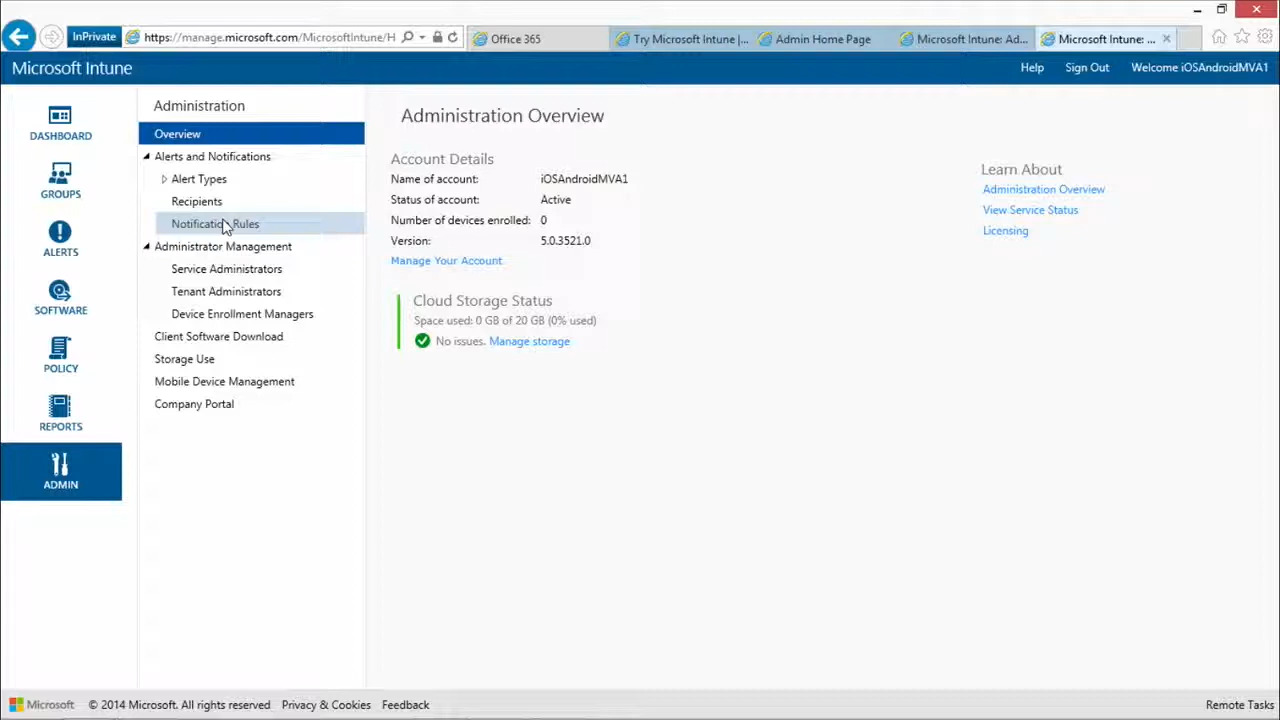 InPrivate
https://manage.microsoft.com/MicrosoftIntune/H
Office 365
Try Microsoft Intune |...
Admin Home Page
Microsoft Intune: Ad...
Microsoft Intune: ...
Microsoft Intune
Help
Sign Out
Welcome iOSAndroidMVA1
DASHBOARD
GROUPS
ALERTS
SOFTWARE
POLICY
REPORTS
ADMIN
Administration
Overview
Alerts and Notifications
Alert Types
Recipients
Notification Rules
Administrator Management
Service Administrators
Tenant Administrators
Device Enrollment Managers
Client Software Download
Storage Use
Mobile Device Management
Company Portal
Administration Overview
Account Details
Name of account: iOSAndroidMVA1
Status of account: Active
Number of devices enrolled: 0
Version: 5.0.3521.0
Manage Your Account
Cloud Storage Status
Space used: 0 GB of 20 GB (0% used)
No issues. Manage storage
Learn About
Administration Overview
View Service Status
Licensing
Microsoft © 2014 Microsoft. All rights reserved Privacy & Cookies Feedback
Remote Tasks